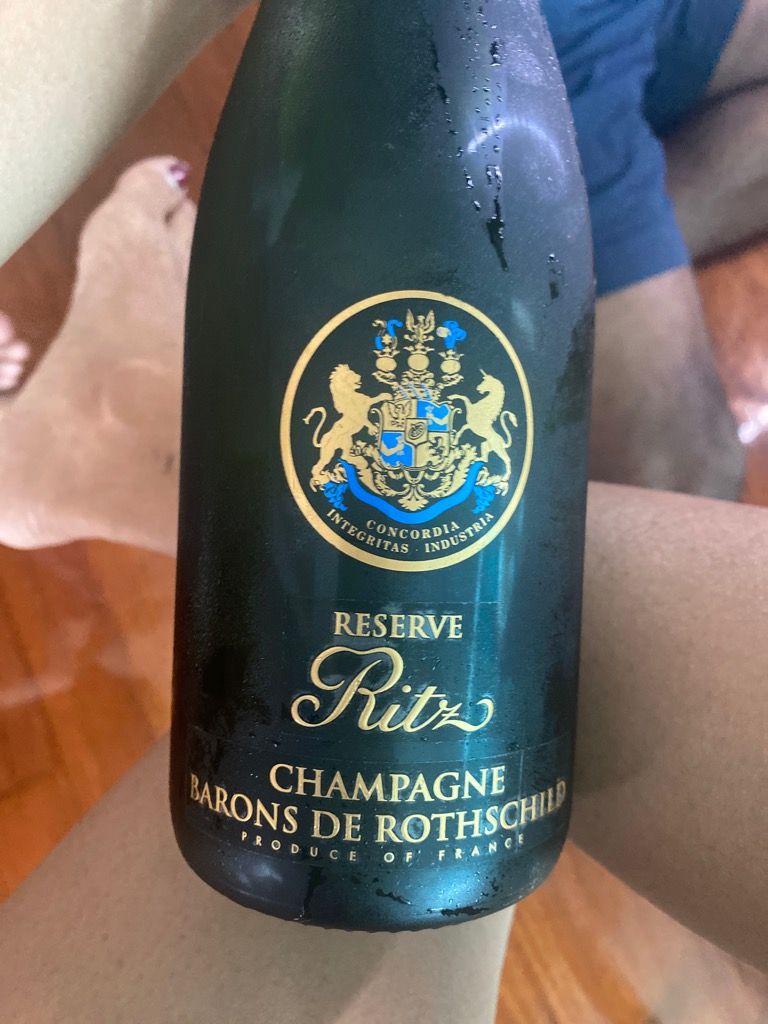 CONCORDIA
INTEGRITAS · INDUSTRIA
RESERVE
Ritz
CHAMPAGNE
BARONS DE ROTHSCHILD
PRODUCE OF FRANCE